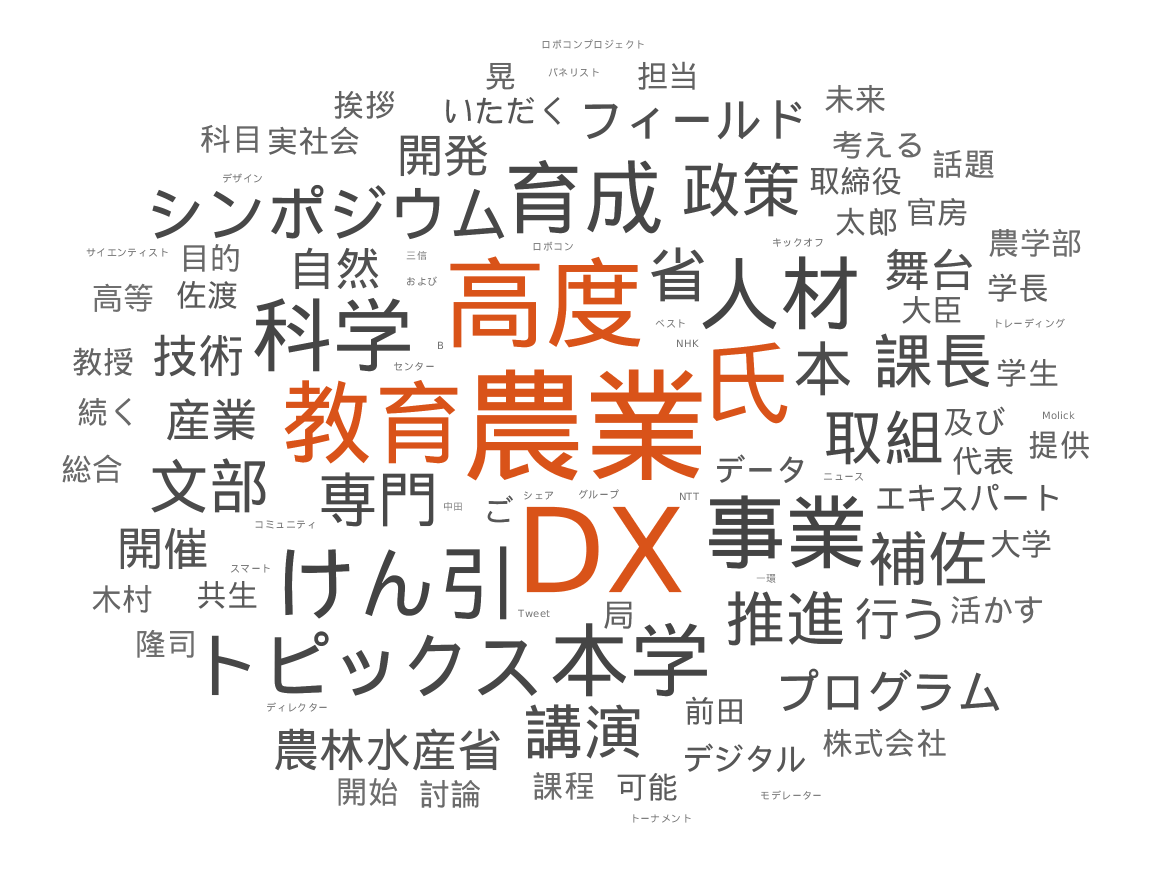 ロボコンプロジェクト
晃 パネリスト 担当
挨拶 いただく フィールド 未来
科目 実社会 開発 考える 話題
デザイン シンポジウム 育成 政策 取締役
太郎 官房
サイエンティスト 目的 自然 三信 ロボコン 省 キックオフ 舞台 農学部
高等 佐渡 および 高度 人材 大臣 学長
科学 B ベスト NHK トレーディング
教授 技術 センター 氏 本 課長 学生
続く 産業 教育 農業 取組 及び Molick
総合 文部 データ ニュース 代表 提供
専門 中田 ご シェア グループ NTT エキスパート
開催 コミュニティ DX 事業 補佐 大学
木村 共生 スマート けん引 Tweet 局 一環 推進 行う 活かす
隆司 トピックス 本学
ディレクター 講演 前田 プログラム
農林水産省 デジタル 株式会社
開始 討論 課程 可能 モデレーター
トーナメント